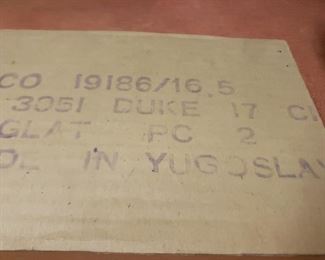 CO 19186/16.5
3051 DUKE 17 C
GLAT PC 2
IN YUGOSLAV